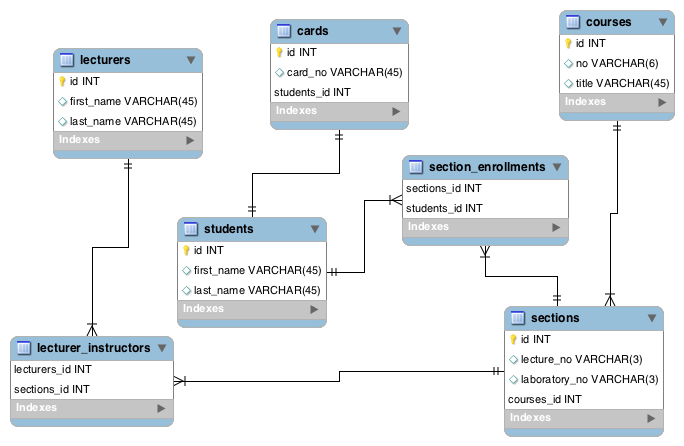 lecturers
id INT
first_name VARCHAR(45)
last_name VARCHAR(45)
Indexes
cards
id INT
card_no VARCHAR(45)
students_id INT
Indexes
courses
id INT
no VARCHAR(6)
title VARCHAR(45)
Indexes
section_enrollments
sections_id INT
students_id INT
Indexes
students
id INT
first_name VARCHAR(45)
last_name VARCHAR(45)
Indexes
lecturer_instructors
lecturers_id INT
sections_id INT
Indexes
sections
id INT
lecture_no VARCHAR(3)
laboratory_no VARCHAR(3)
courses_id INT
Indexes